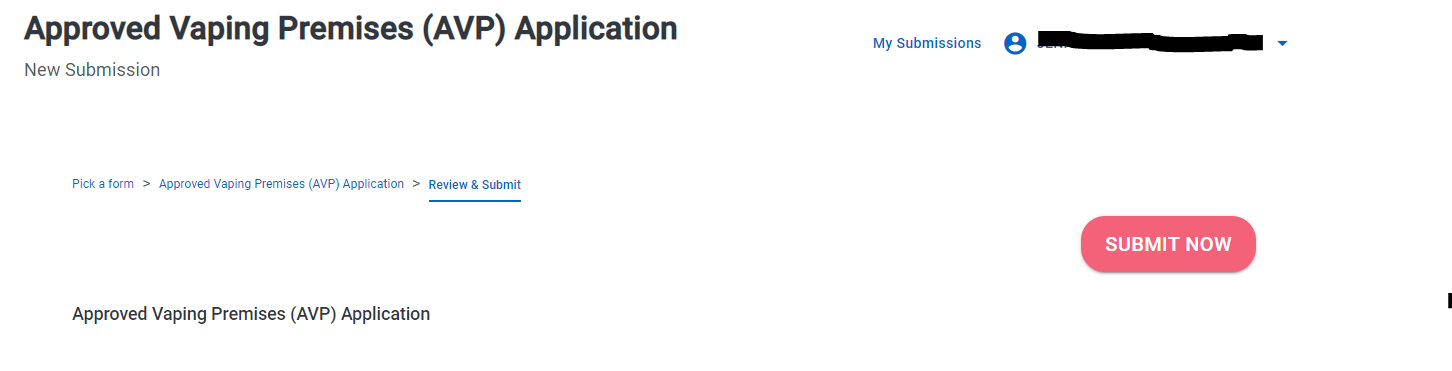 Approved Vaping Premises (AVP) Application
New Submission
My Submissions
Pick a form > Approved Vaping Premises (AVP) Application > Review & Submit
SUBMIT NOW
Approved Vaping Premises (AVP) Application